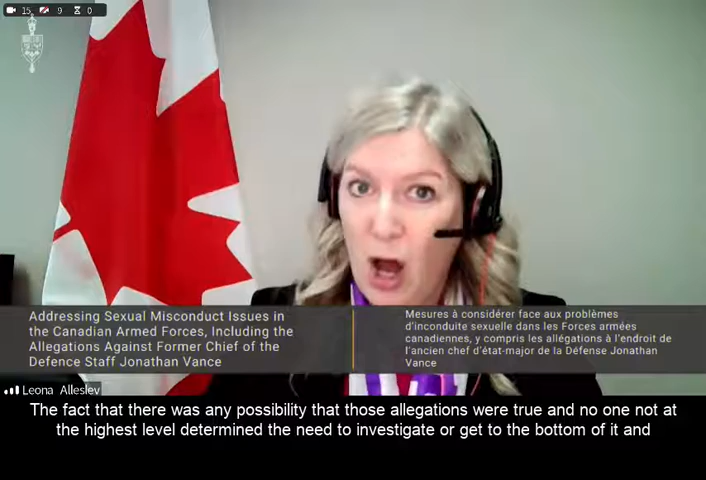 15 9 0
Addressing Sexual Misconduct Issues in
the Canadian Armed Forces, Including the
Allegations Against Former Chief of the
Defence Staff Jonathan Vance
Mesures à considérer face aux problèmes
d'inconduite sexuelle dans les Forces armées
canadiennes, y compris les allégations à l'endroit de
l'ancien chef d'état-major de la Défense Jonathan
Vance
Leona Alleslev
The fact that there was any possibility that those allegations were true and no one not at
the highest level determined the need to investigate or get to the bottom of it and